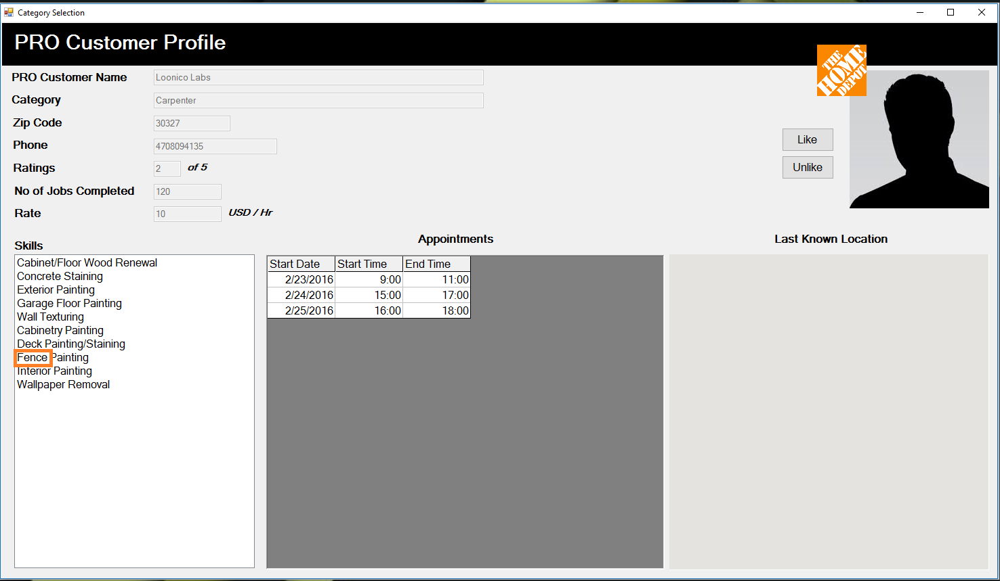 Category Selection
PRO Customer Profile
THE HOME DEPOT
PRO Customer Name Loonico Labs
Category Carpenter
Zip Code 30327
Phone 4708094135
Like
Ratings 2 of 5
Unlike
No of Jobs Completed 120
Rate 10 USD / Hr
Skills
Cabinet/Floor Wood Renewal
Concrete Staining
Exterior Painting
Garage Floor Painting
Wall Texturing
Cabinetry Painting
Deck Painting/Staining
Fence Painting
Interior Painting
Wallpaper Removal
Appointments
Start Date Start Time End Time
2/23/2016 9:00 11:00
2/24/2016 15:00 17:00
2/25/2016 16:00 18:00
Last Known Location